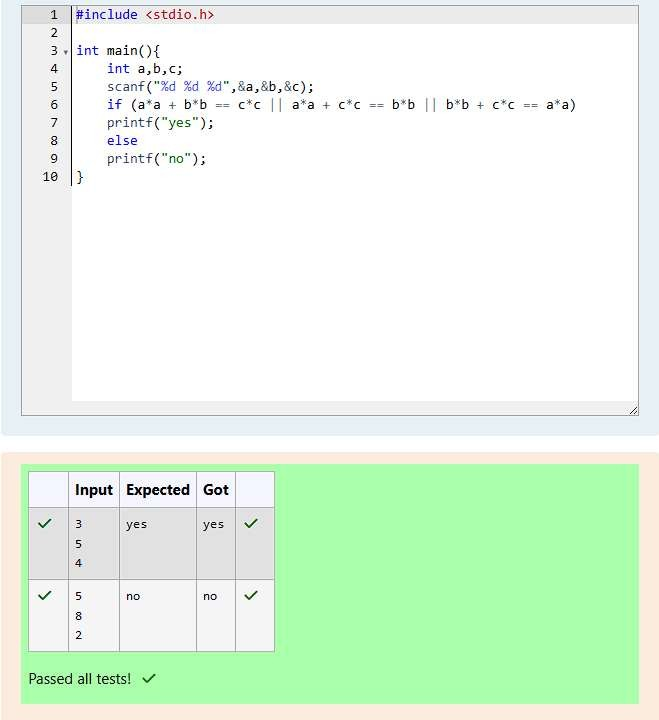 1 #include <stdio.h>
2
3 int main(){
4     int a,b,c;
5     scanf("%d %d %d",&a,&b,&c);
6     if (a*a + b*b == c*c || a*a + c*c == b*b || b*b + c*c == a*a)
7     printf("yes");
8     else
9     printf("no");
10 }
Input Expected Got
3 yes yes
5
4
5 no no
8
2
Passed all tests!